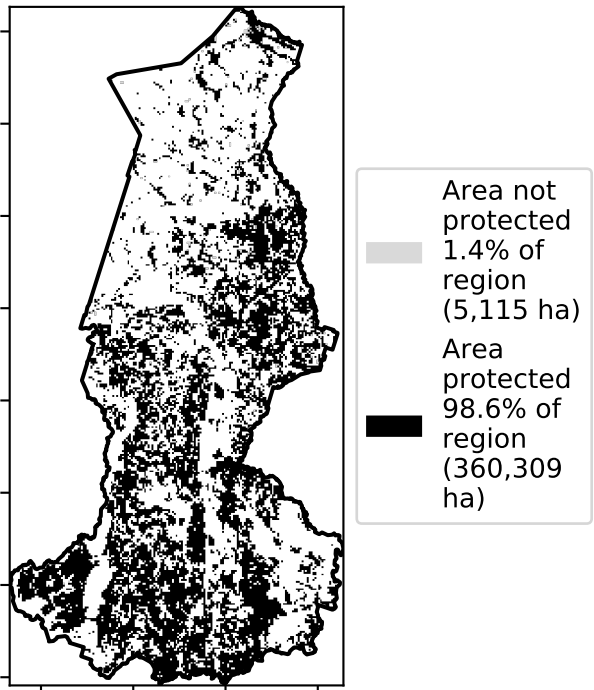 Area not
protected
1.4% of
region
(5,115 ha)
Area
protected
98.6% of
region
(360,309
ha)